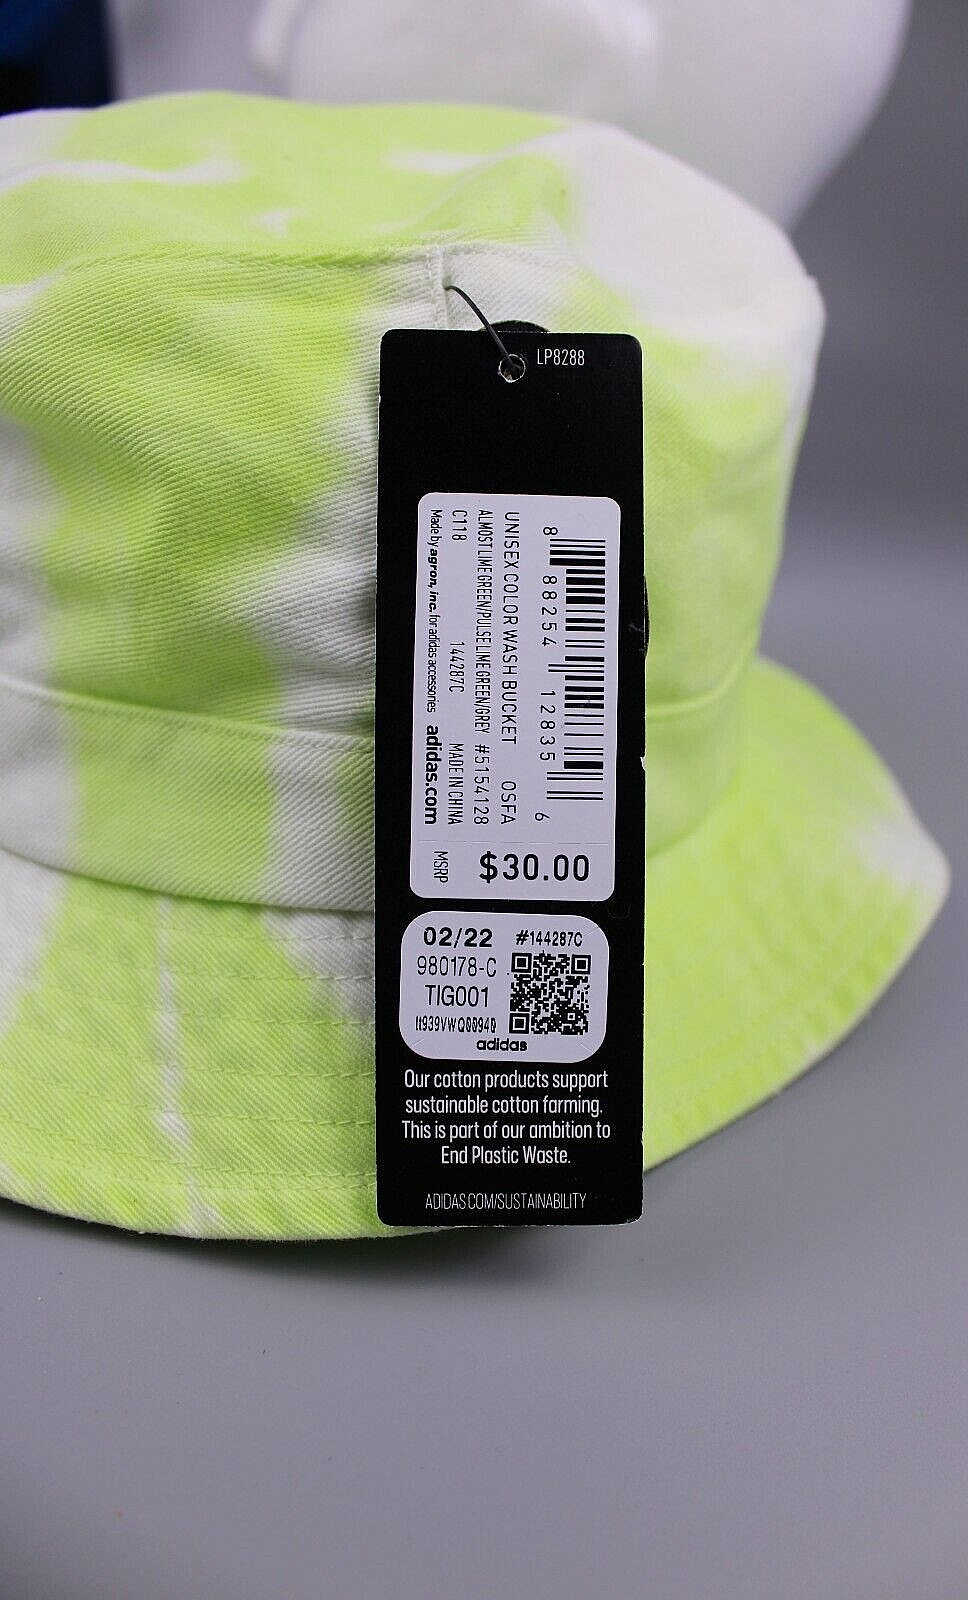 LP8288
8 88254 12835 6
UNISEX COLOR WASH BUCKET OSFA
ALMOST LIME GREEN/PULSE LIME GREEN/GREY #5154128
C118 144287C MADE IN CHINA
Made by agron, inc. for adidas accessories adidas.com
MSRP $30.00
02/22 #144287C
980178-C
TIG001
adidas
Our cotton products support
sustainable cotton farming.
This is part of our ambition to
End Plastic Waste.
ADIDAS.COM/SUSTAINABILITY